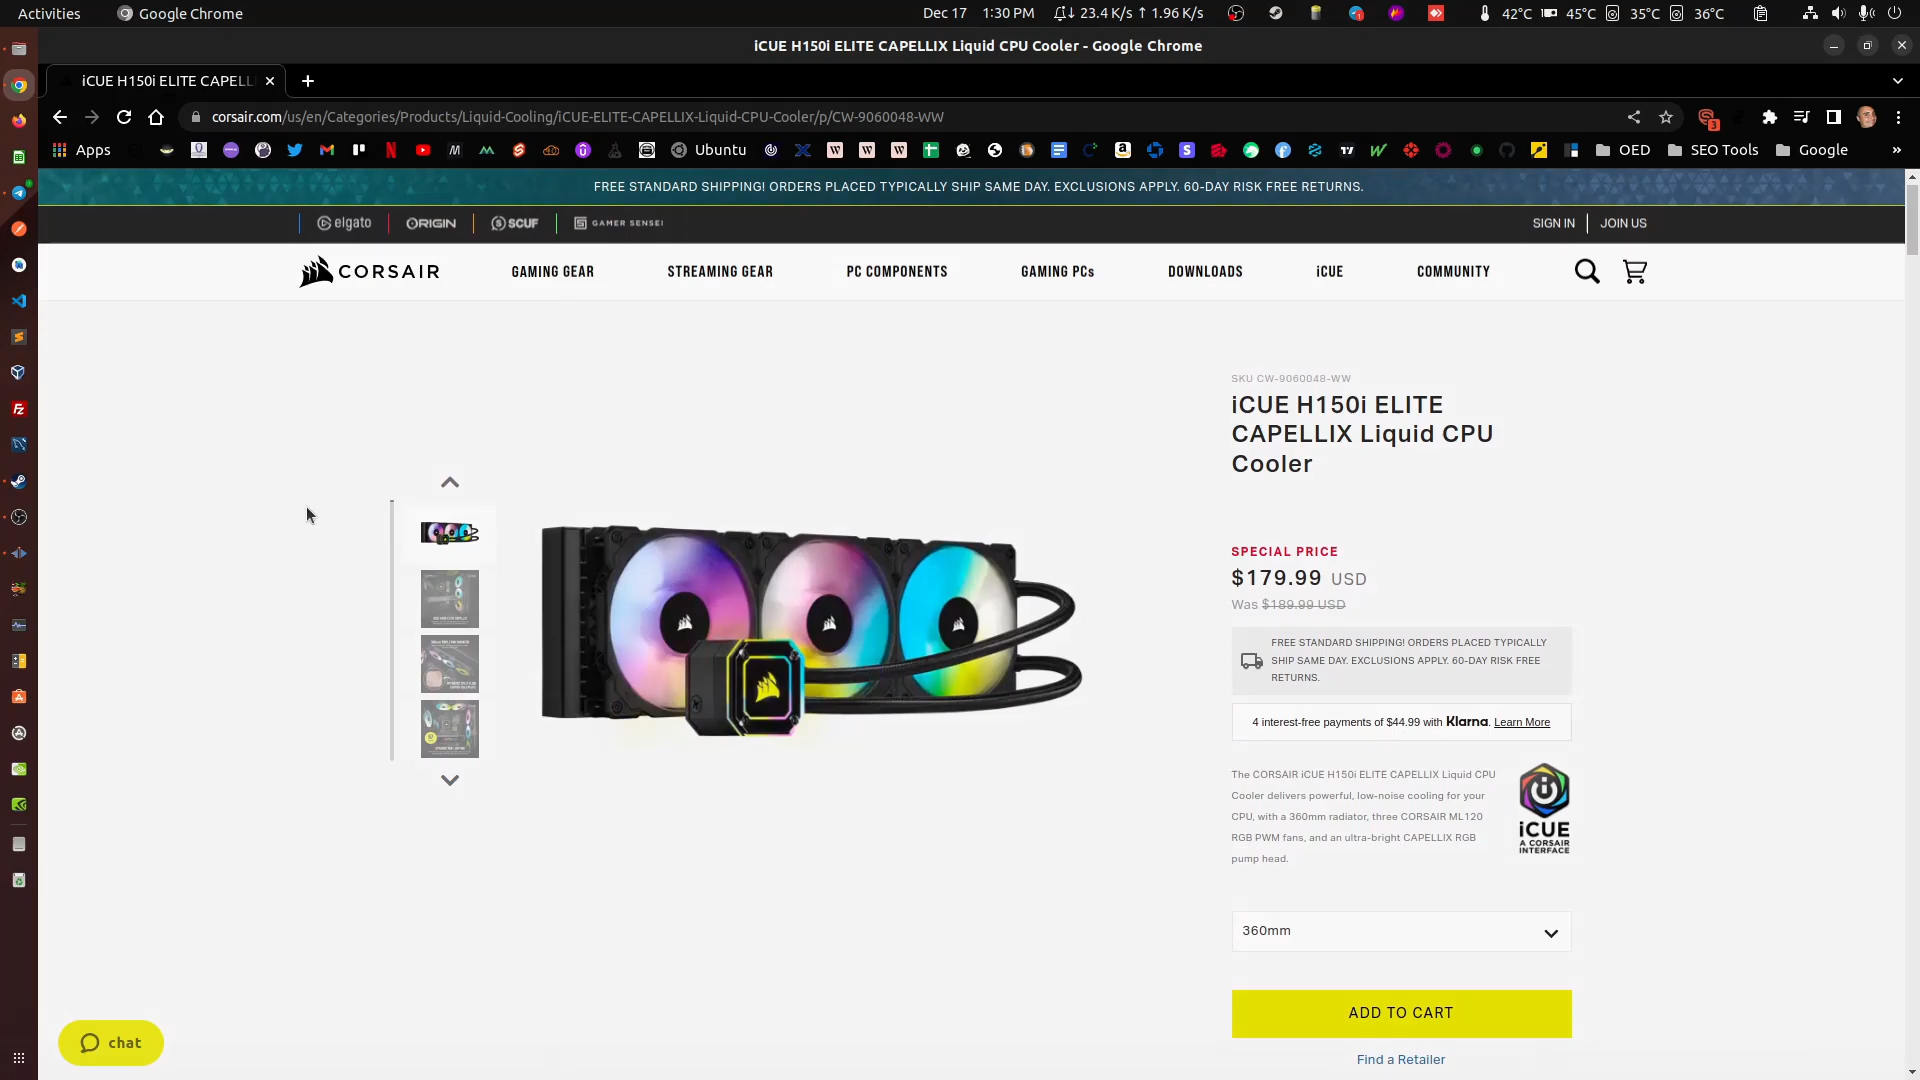 Activities
Google Chrome
Dec 17 1:30 PM
23.4 K/s ↑ 1.96 K/s
42°C
45°C
35°C
36°C
iCUE H150i ELITE CAPELLIX Liquid CPU Cooler - Google Chrome
iCUE H150i ELITE CAPELL
corsair.com/us/en/Categories/Products/Liquid-Cooling/iCUE-ELITE-CAPELLIX-Liquid-CPU-Cooler/p/CW-9060048-WW
3
Apps
Ubuntu
OED
SEO Tools
Google
»
FREE STANDARD SHIPPING! ORDERS PLACED TYPICALLY SHIP SAME DAY. EXCLUSIONS APPLY. 60-DAY RISK FREE RETURNS.
elgato
ORIGIN
SCUF
GAMER SENSEI
SIGN IN
JOIN US
CORSAIR
GAMING GEAR
STREAMING GEAR
PC COMPONENTS
GAMING PCs
DOWNLOADS
iCUE
COMMUNITY
SKU CW-9060048-WW
iCUE H150i ELITE
CAPELLIX Liquid CPU
Cooler
SPECIAL PRICE
$179.99 USD
Was $189.99 USD
FREE STANDARD SHIPPING! ORDERS PLACED TYPICALLY
SHIP SAME DAY. EXCLUSIONS APPLY. 60-DAY RISK FREE
RETURNS.
4 interest-free payments of $44.99 with Klarna. Learn More
The CORSAIR iCUE H150i ELITE CAPELLIX Liquid CPU
Cooler delivers powerful, low-noise cooling for your
CPU, with a 360mm radiator, three CORSAIR ML120
RGB PWM fans, and an ultra-bright CAPELLIX RGB
pump head.
iCUE
A CORSAIR
INTERFACE
360mm
ADD TO CART
Find a Retailer
chat